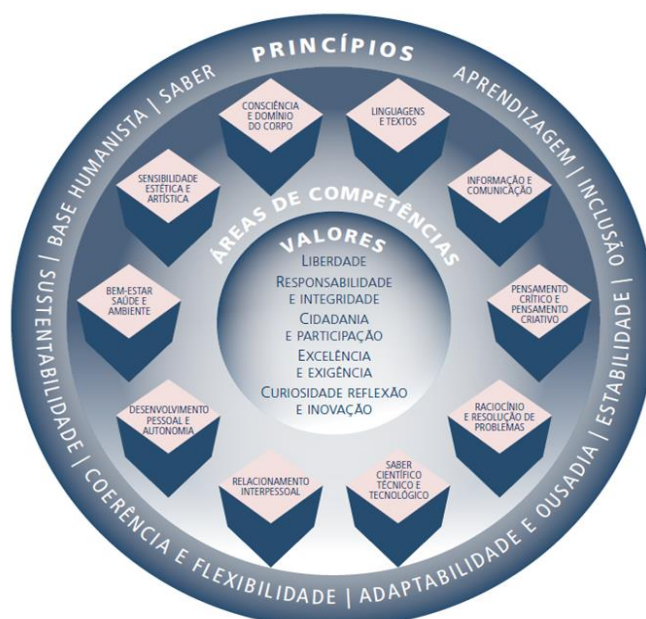 PRINCÍPIOS
BASE HUMANISTA | SABER
APRENDIZAGEM | INCLUSÃO |
ESTABILIDADE |
ADAPTABILIDADE E OUSADIA |
COERÊNCIA E FLEXIBILIDADE |
SUSTENTABILIDADE |
ÁREAS DE COMPETÊNCIAS
LINGUAGENS
E TEXTOS
INFORMAÇÃO E
COMUNICAÇÃO
PENSAMENTO
CRÍTICO E
PENSAMENTO
CRIATIVO
RACIOCÍNIO
E RESOLUÇÃO DE
PROBLEMAS
SABER
CIENTÍFICO
TÉCNICO E
TECNOLÓGICO
RELACIONAMENTO
INTERPESSOAL
DESENVOLVIMENTO
PESSOAL E
AUTONOMIA
BEM-ESTAR
SAÚDE E
AMBIENTE
SENSIBILIDADE
ESTÉTICA E
ARTÍSTICA
CONSCIÊNCIA
E DOMÍNIO
DO CORPO
VALORES
LIBERDADE
RESPONSABILIDADE
E INTEGRIDADE
CIDADANIA
E PARTICIPAÇÃO
EXCELÊNCIA
E EXIGÊNCIA
CURIOSIDADE REFLEXÃO
E INOVAÇÃO